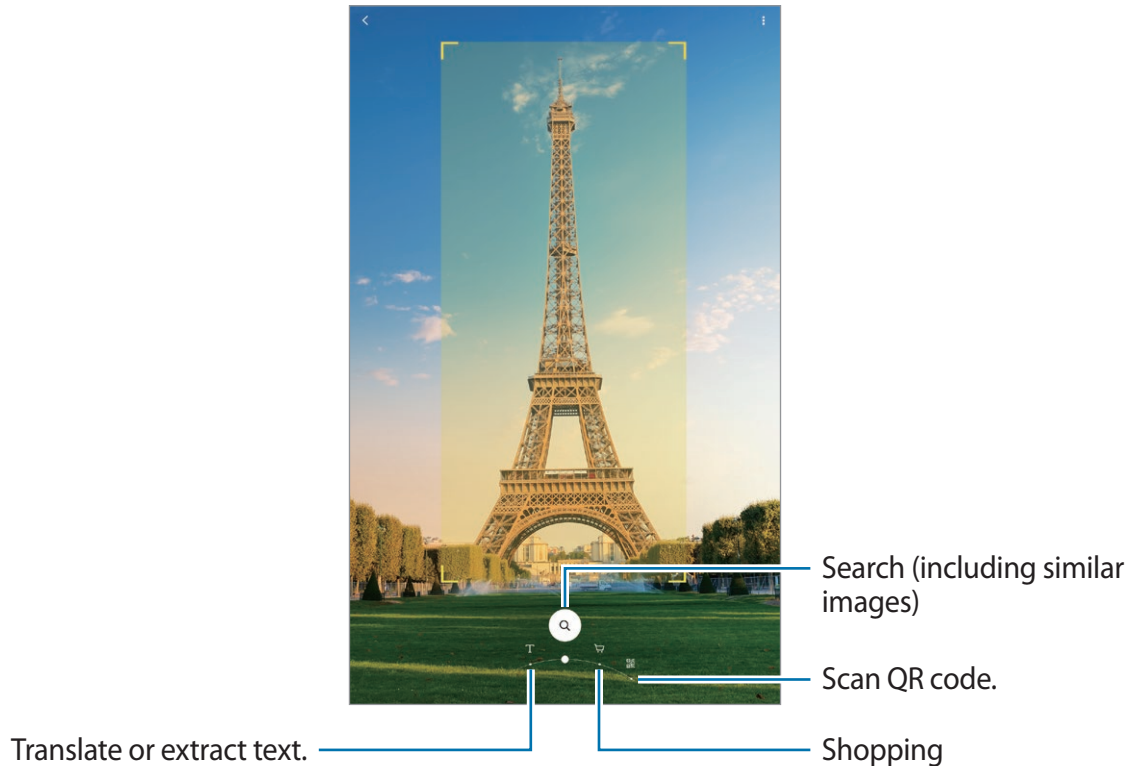 Search (including similar
images)
T
Scan QR code.
Translate or extract text.
Shopping